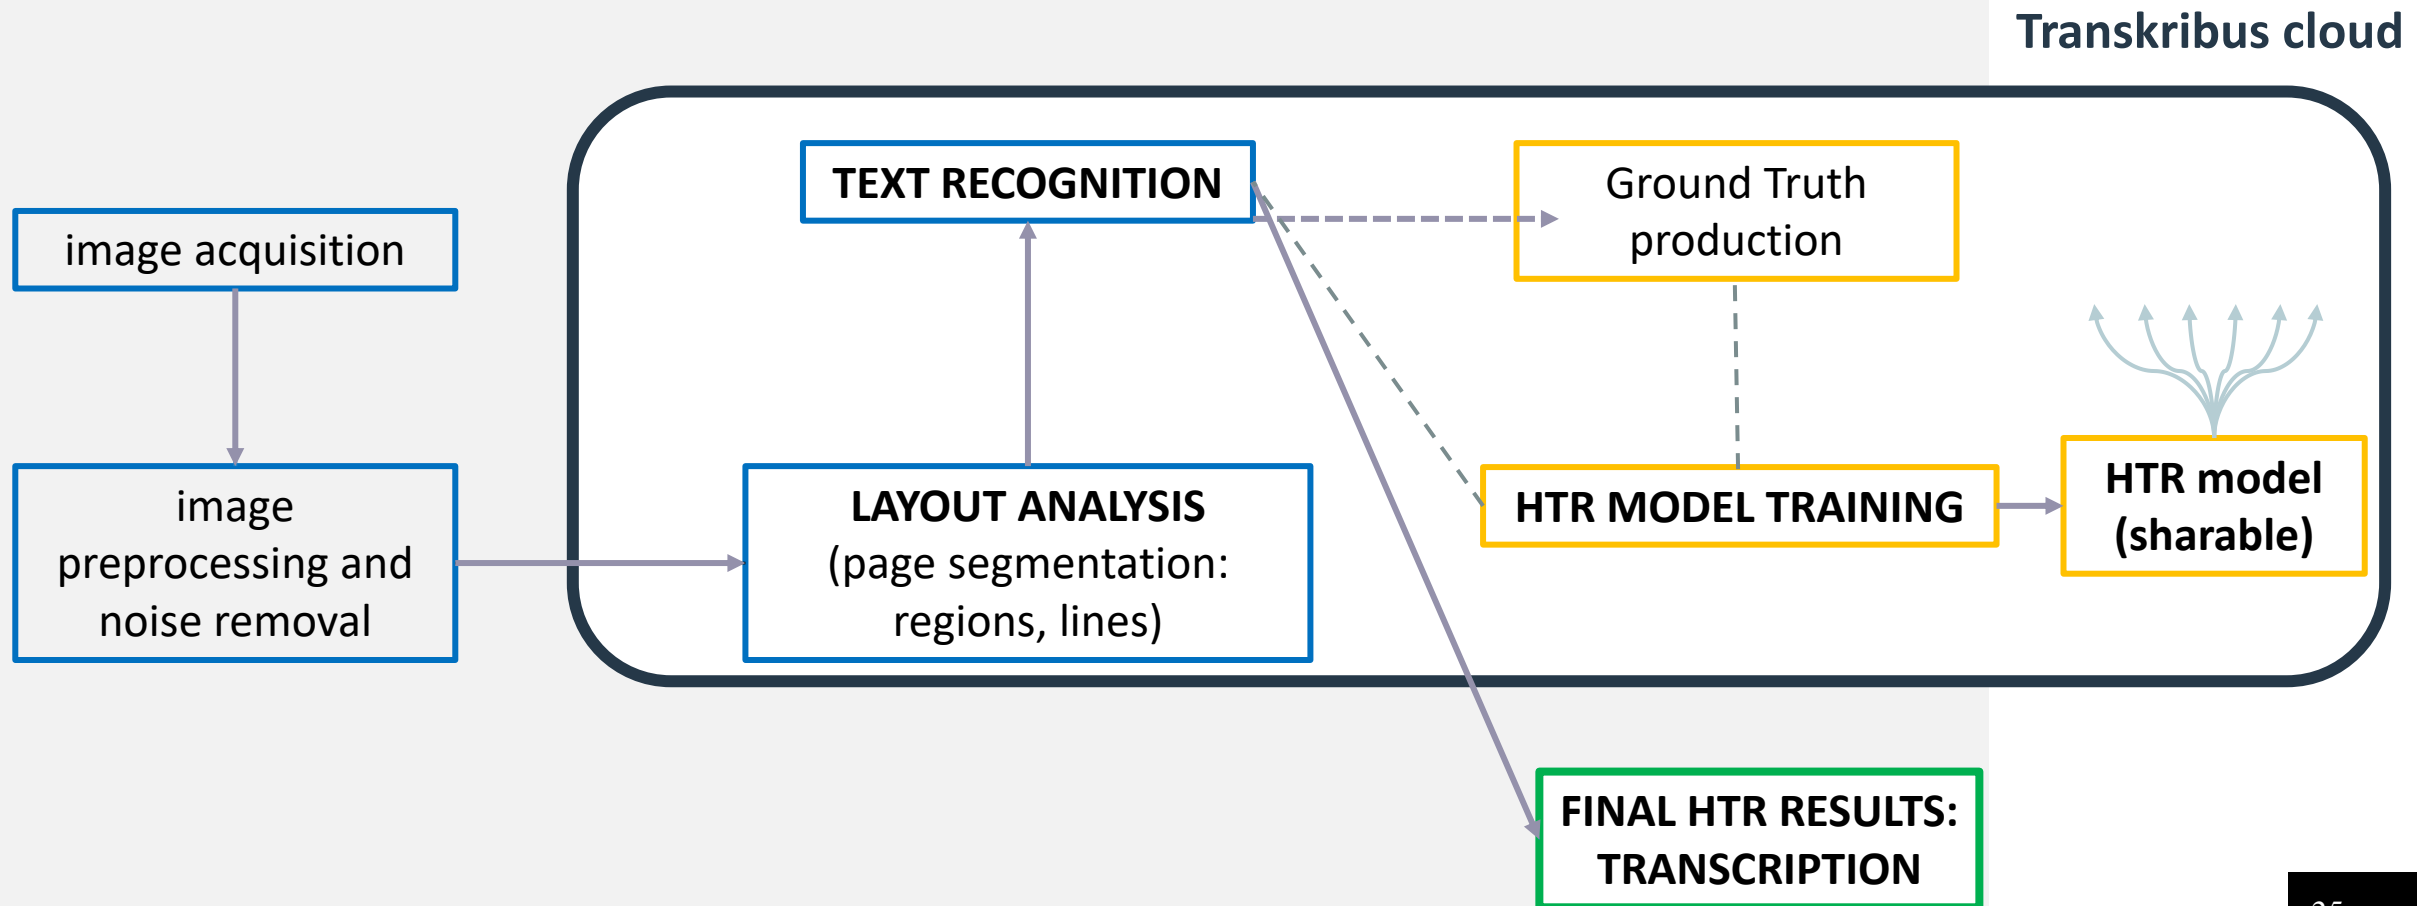 Transkribus cloud
TEXT RECOGNITION
Ground Truth
production
image acquisition
image
preprocessing and
noise removal
LAYOUT ANALYSIS
(page segmentation:
regions, lines)
HTR MODEL TRAINING
HTR model
(sharable)
FINAL HTR RESULTS:
TRANSCRIPTION